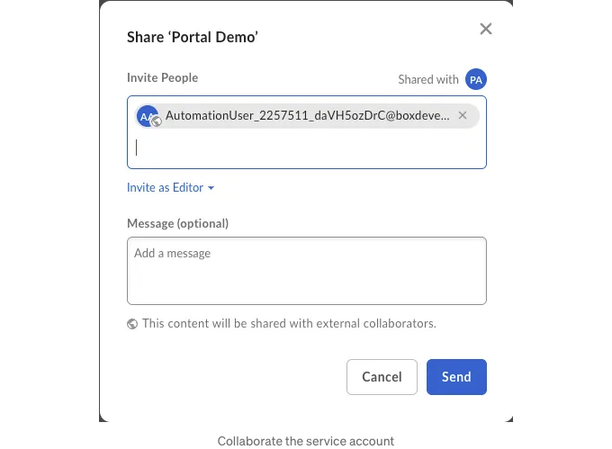 Share ‘Portal Demo’
Invite People
Shared with PA
AA AutomationUser_2257511_daVH5ozDrC@boxdeve...
Invite as Editor
Message (optional)
Add a message
This content will be shared with external collaborators.
Cancel
Send
Collaborate the service account